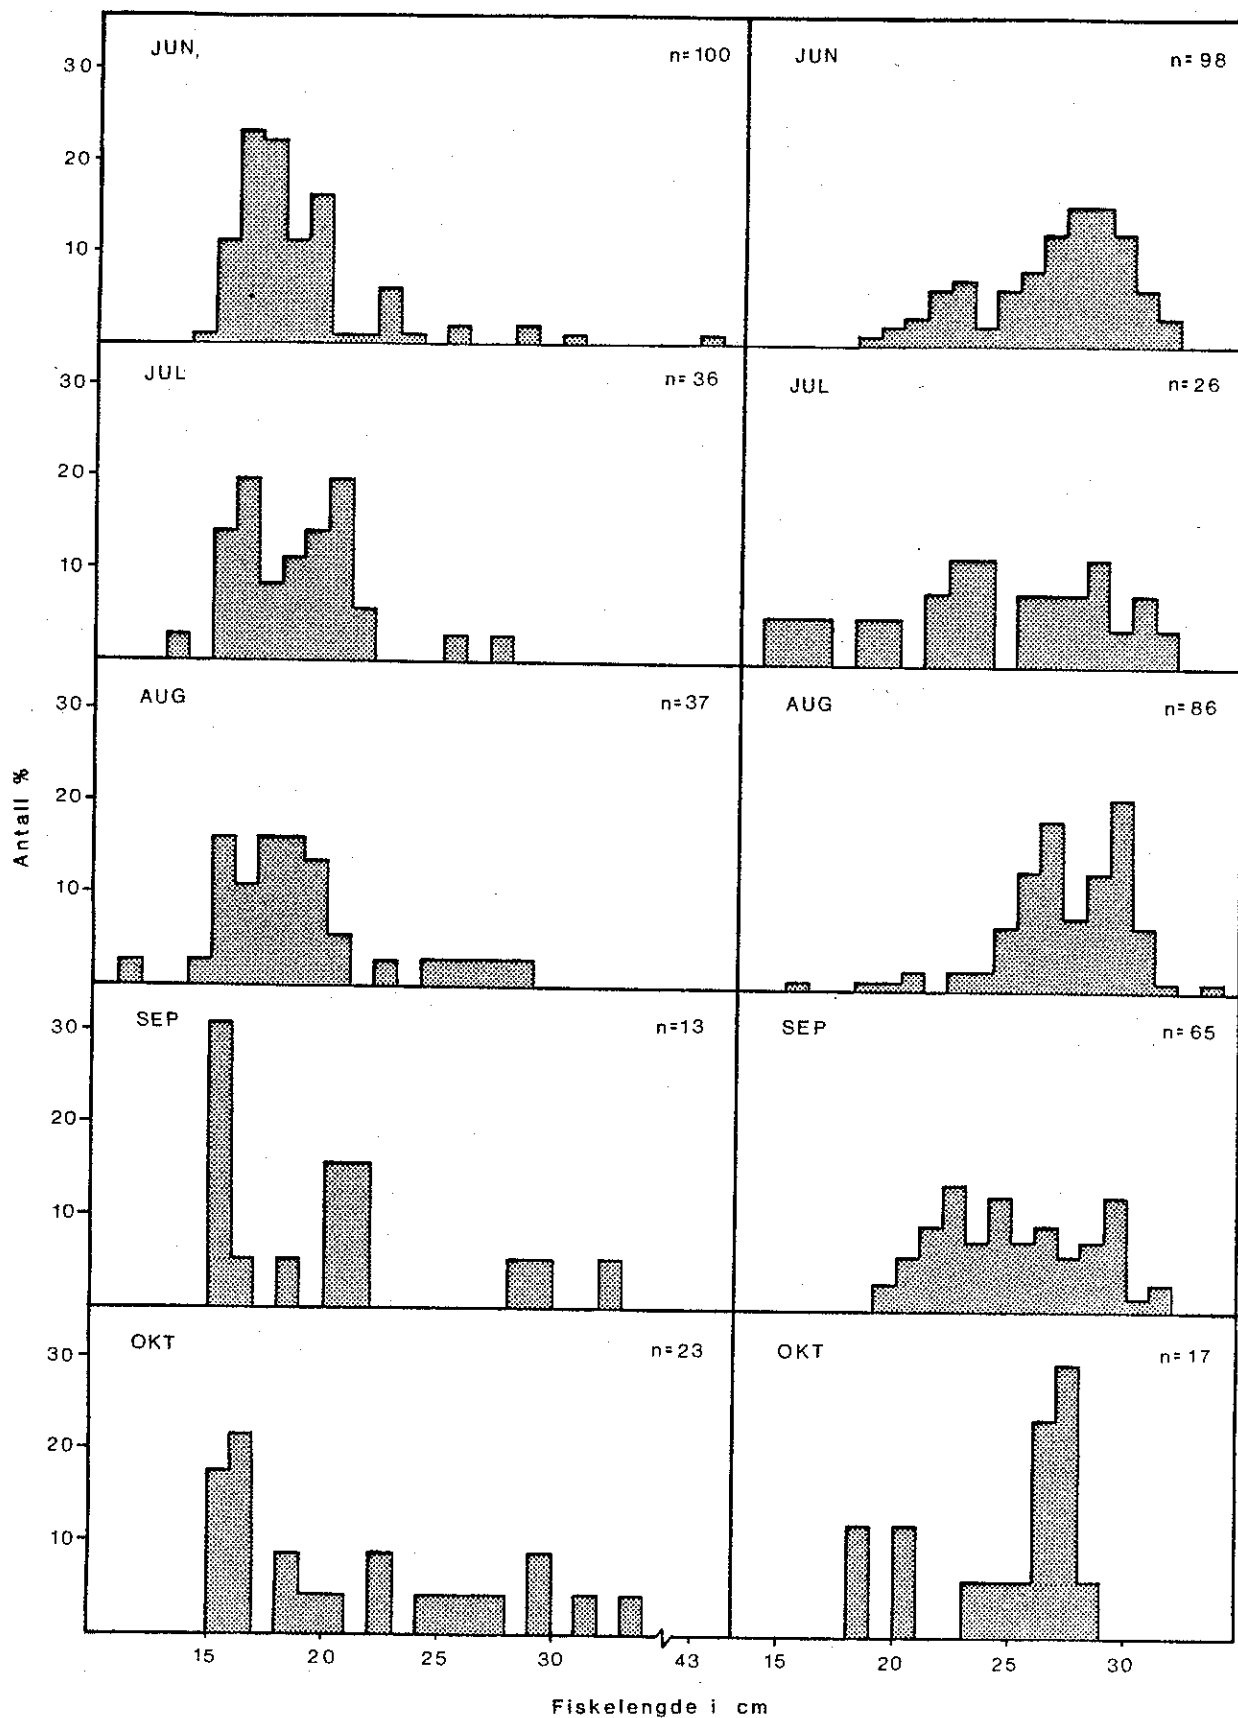 JUN, n=100 JUN n=98
30
20
10
JUL n=36 JUL n=26
30
20
10
AUG n=37 AUG n=86
30
20
10
Antall %
SEP n=13 SEP n=65
30
20
10
OKT n=23 OKT n=17
30
20
10
15 20 25 30 43 15 20 25 30
Fiskelengde i cm